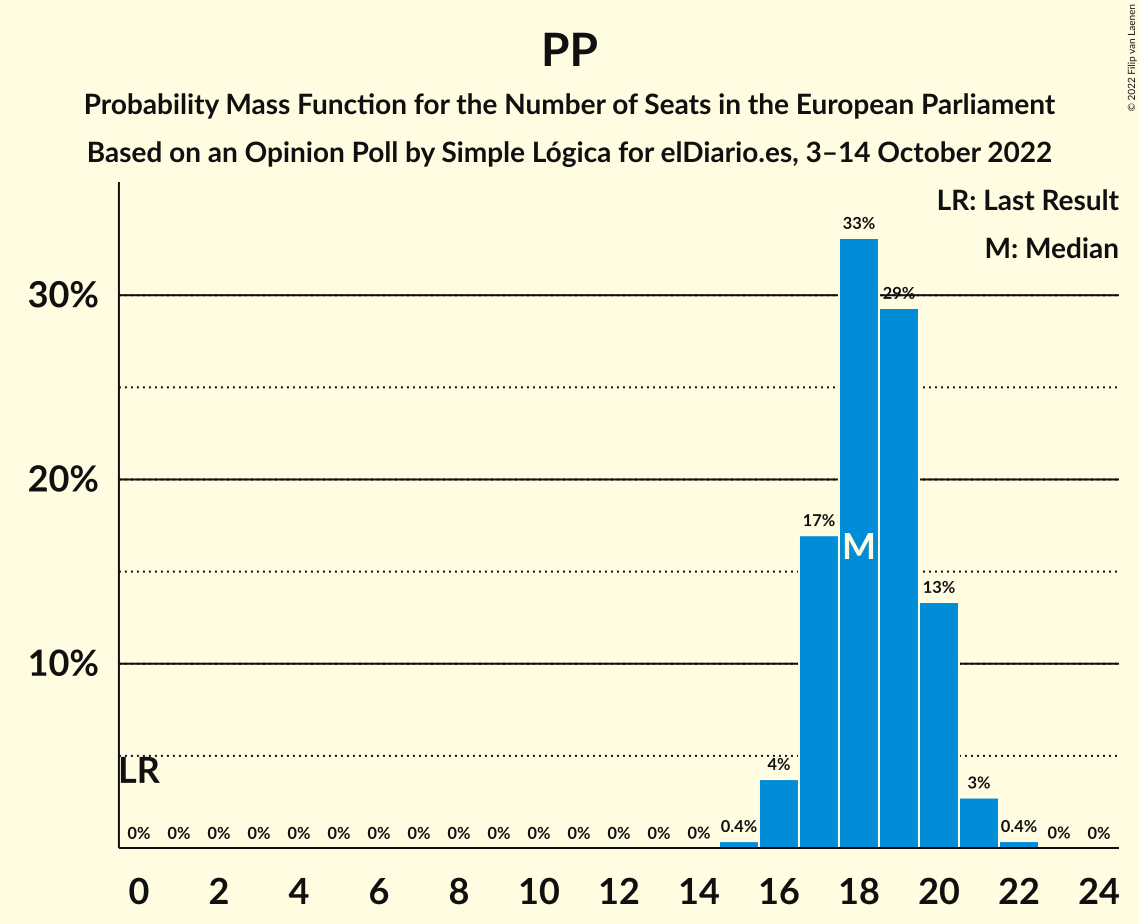 PP
Probability Mass Function for the Number of Seats in the European Parliament
Based on an Opinion Poll by Simple Lógica for elDiario.es, 3–14 October 2022
© 2022 Filip van Laenen
LR: Last Result
M: Median
33%
30%
29%
20%
17%
M
13%
10%
LR
4%
3%
0% 0% 0% 0% 0% 0% 0% 0% 0% 0% 0% 0% 0% 0% 0% 0.4% 0.4% 0% 0%
0 2 4 6 8 10 12 14 16 18 20 22 24